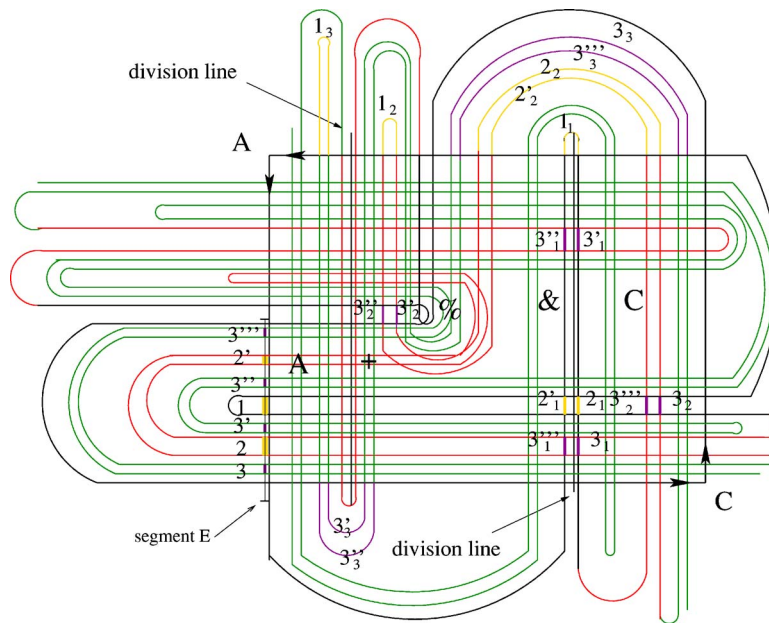 1₃
3₃
3'''₃
2₂
2'₂
division line
1₂
1₁
A
3''₁ 3'₁
3''₂ 3'₂ % & C
3'''
2' A +
3''
1 2'₁ 2₁ 3'''₂ 3₂
3'
2 3'''₁ 3₁
3
C
3'₃
segment E division line
3''₃